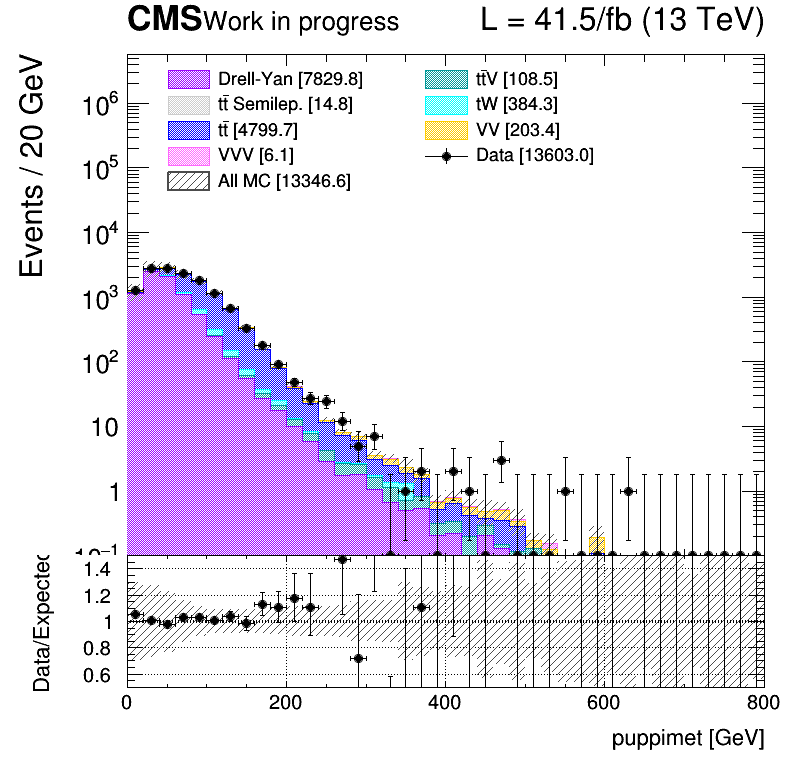 CMS Work in progress L = 41.5/fb (13 TeV)
Events / 20 GeV
Drell-Yan [7829.8] tt̄V [108.5]
tt̄ Semilep. [14.8] tW [384.3]
tt̄ [4799.7] VV [203.4]
VVV [6.1] Data [13603.0]
All MC [13346.6]
10⁶
10⁵
10⁴
10³
10²
10
1
10⁻¹
Data/Expected
1.4
1.2
1
0.8
0.6
0 200 400 600 800
puppimet [GeV]